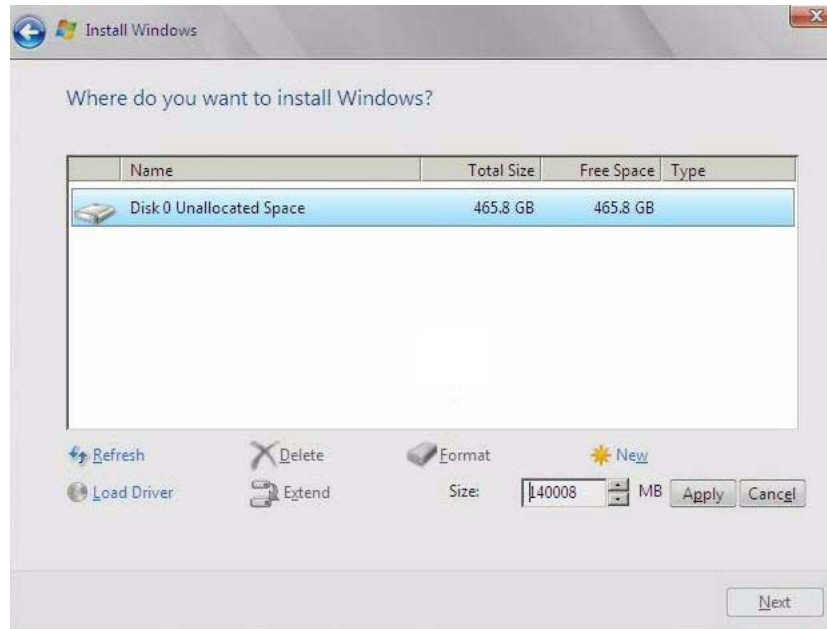 Install Windows
Where do you want to install Windows?
Name Total Size Free Space Type
Disk 0 Unallocated Space 465.8 GB 465.8 GB
Refresh Delete Format New
Load Driver Extend Size: 140008 MB Apply Cancel
Next